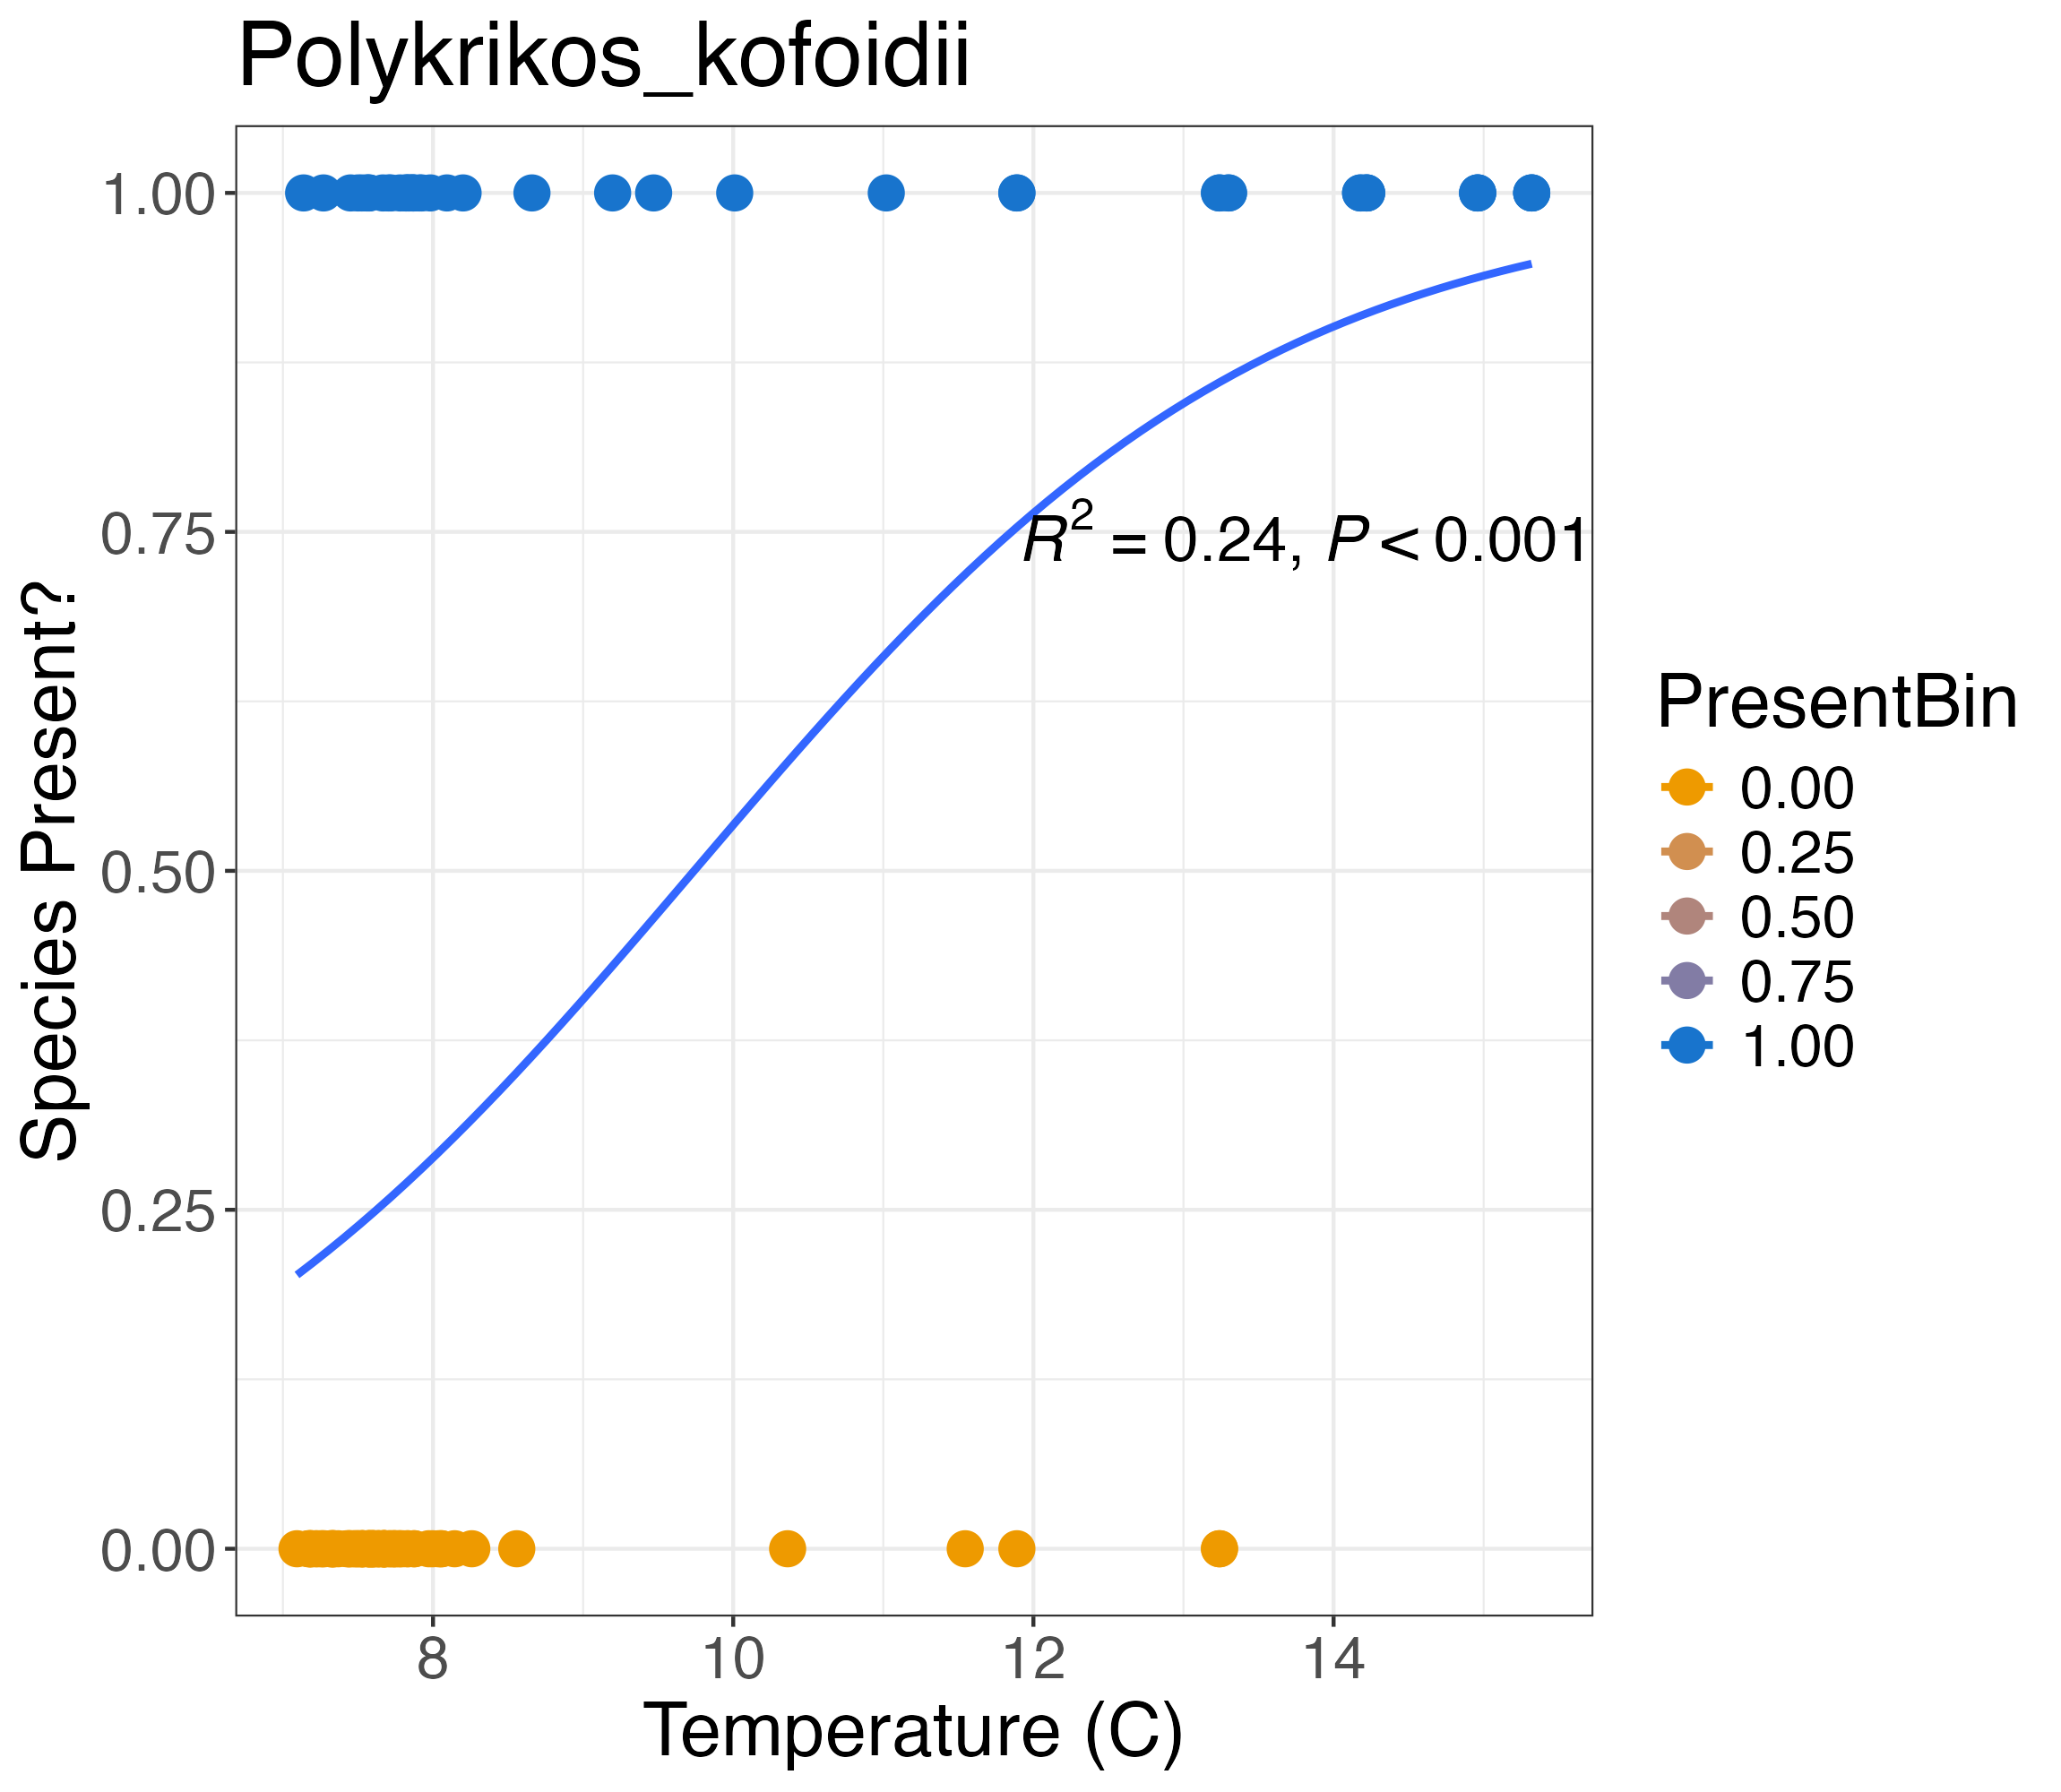 Polykrikos_kofoidii
1.00
0.75
0.50
0.25
0.00
Species Present?
R² = 0.24, P < 0.001
8 10 12 14
Temperature (C)
PresentBin
0.00
0.25
0.50
0.75
1.00